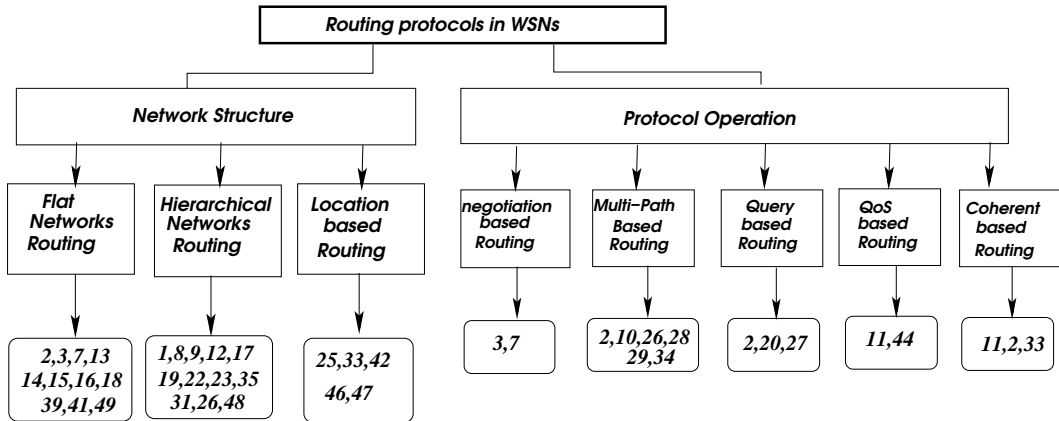 Routing protocols in WSNs
Network Structure
Protocol Operation
Flat
Networks
Routing
Hierarchical
Networks
Routing
Location
based
Routing
negotiation
based
Routing
Multi-Path
Based
Routing
Query
based
Routing
QoS
based
Routing
Coherent
based
Routing
2,3,7,13
14,15,16,18
39,41,49
1,8,9,12,17
19,22,23,35
31,26,48
25,33,42
46,47
3,7
2,10,26,28
29,34
2,20,27
11,44
11,2,33